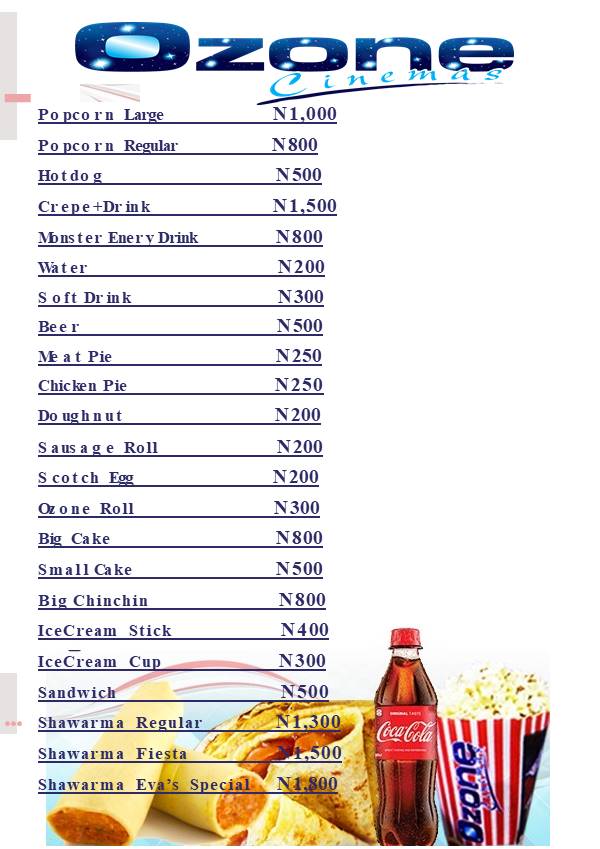 Ozone
Cinemas
Popcorn Large N1,000
Popcorn Regular N800
Hotdog N500
Crepe+Drink N1,500
Monster Enery Drink N800
Water N200
Soft Drink N300
Beer N500
Meat Pie N250
Chicken Pie N250
Doughnut N200
Sausage Roll N200
Scotch Egg N200
Ozone Roll N300
Big Cake N800
Small Cake N500
Big Chinchin N800
IceCream Stick N400
IceCream Cup N300
Sandwich N500
Shawarma Regular N1,300
Shawarma Fiesta N1,500
Shawarma Eva's Special N1,800
ORIGINAL TASTE
Coca-Cola
Ozone